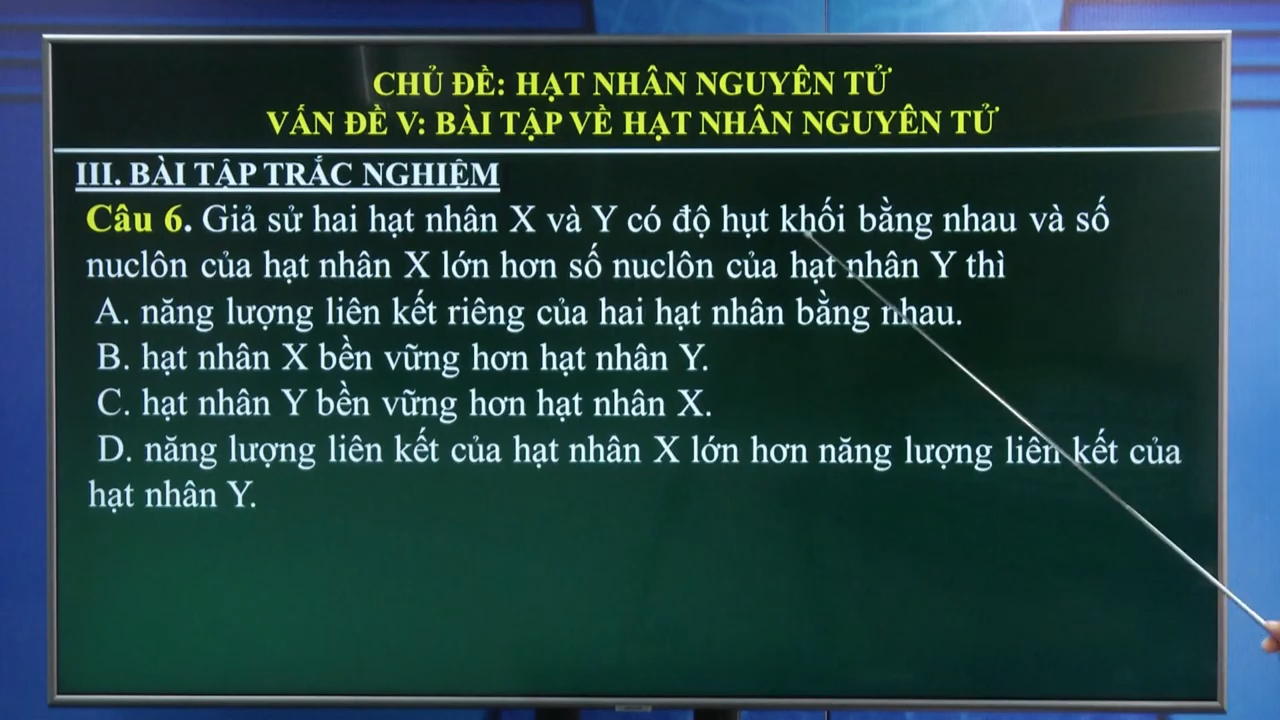 CHỦ ĐỀ: HẠT NHÂN NGUYÊN TỬ
VẤN ĐỀ V: BÀI TẬP VỀ HẠT NHÂN NGUYÊN TỬ
III. BÀI TẬP TRẮC NGHIỆM
Câu 6. Giả sử hai hạt nhân X và Y có độ hụt khối bằng nhau và số
nuclôn của hạt nhân X lớn hơn số nuclôn của hạt nhân Y thì
A. năng lượng liên kết riêng của hai hạt nhân bằng nhau.
B. hạt nhân X bền vững hơn hạt nhân Y.
C. hạt nhân Y bền vững hơn hạt nhân X.
D. năng lượng liên kết của hạt nhân X lớn hơn năng lượng liên kết của
hạt nhân Y.